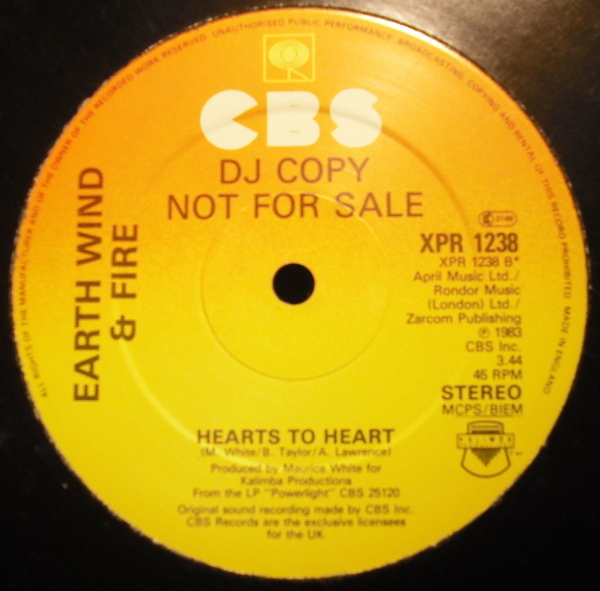 ALL RIGHTS OF THE MANUFACTURER AND OF THE OWNER OF THE RECORDED WORK RESERVED. UNAUTHORISED PUBLIC PERFORMANCE, BROADCASTING, COPYING AND RENTAL OF THIS RECORD PROHIBITED. MADE IN ENGLAND
CBS
DJ COPY
NOT FOR SALE
EARTH WIND
& FIRE
XPR 1238
XPR 1238 B*
April Music Ltd./
Rondor Music
(London) Ltd./
Zarcom Publishing
℗ 1983
CBS Inc.
3.44
45 RPM
STEREO
MCPS/BIEM
KALIMBA
HEARTS TO HEART
(M. White/B. Taylor/A. Lawrence)
Produced by Maurice White for
Kalimba Productions
From the LP "Powerlight" CBS 25120
Original sound recording made by CBS Inc.
CBS Records are the exclusive licensees
for the UK